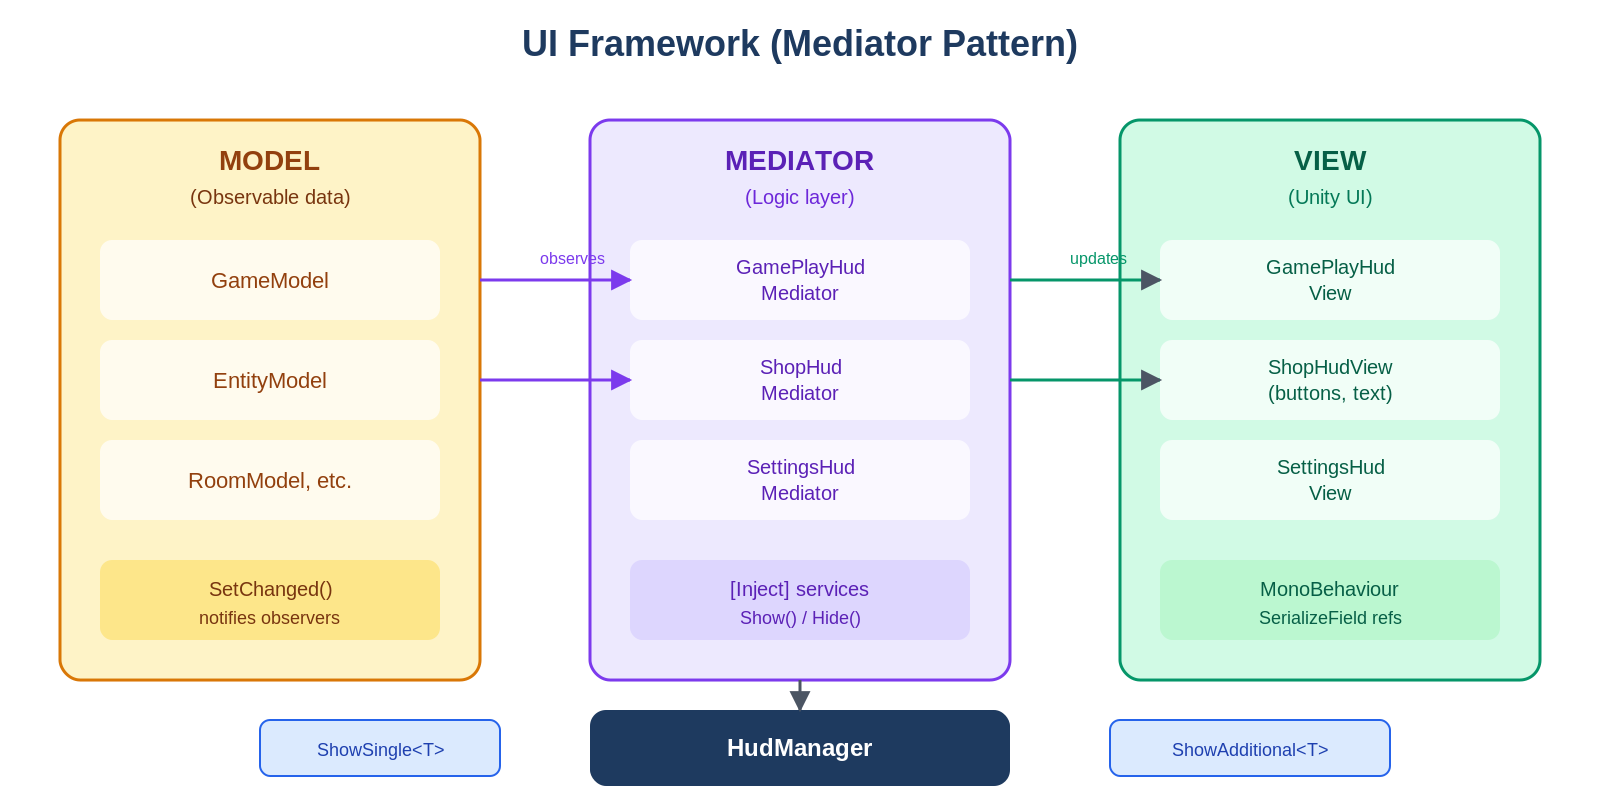 UI Framework (Mediator Pattern)
MODEL
(Observable data)
GameModel
EntityModel
RoomModel, etc.
SetChanged()
notifies observers
observes
MEDIATOR
(Logic layer)
GamePlayHud
Mediator
ShopHud
Mediator
SettingsHud
Mediator
[Inject] services
Show() / Hide()
updates
VIEW
(Unity UI)
GamePlayHud
View
ShopHudView
(buttons, text)
SettingsHud
View
MonoBehaviour
SerializeField refs
ShowSingle<T>
HudManager
ShowAdditional<T>